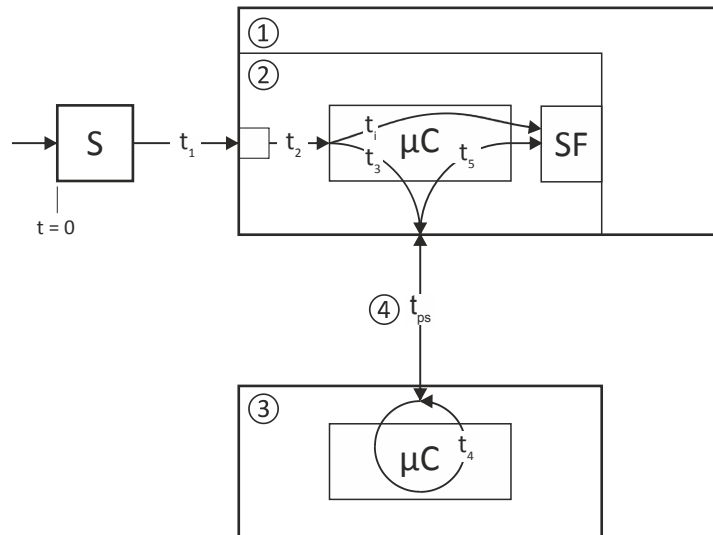 ①
②
S
t₁
t₂
tᵢ
t₃
μC
t₅
SF
t = 0
④ tₚₛ
③
μC
t₄